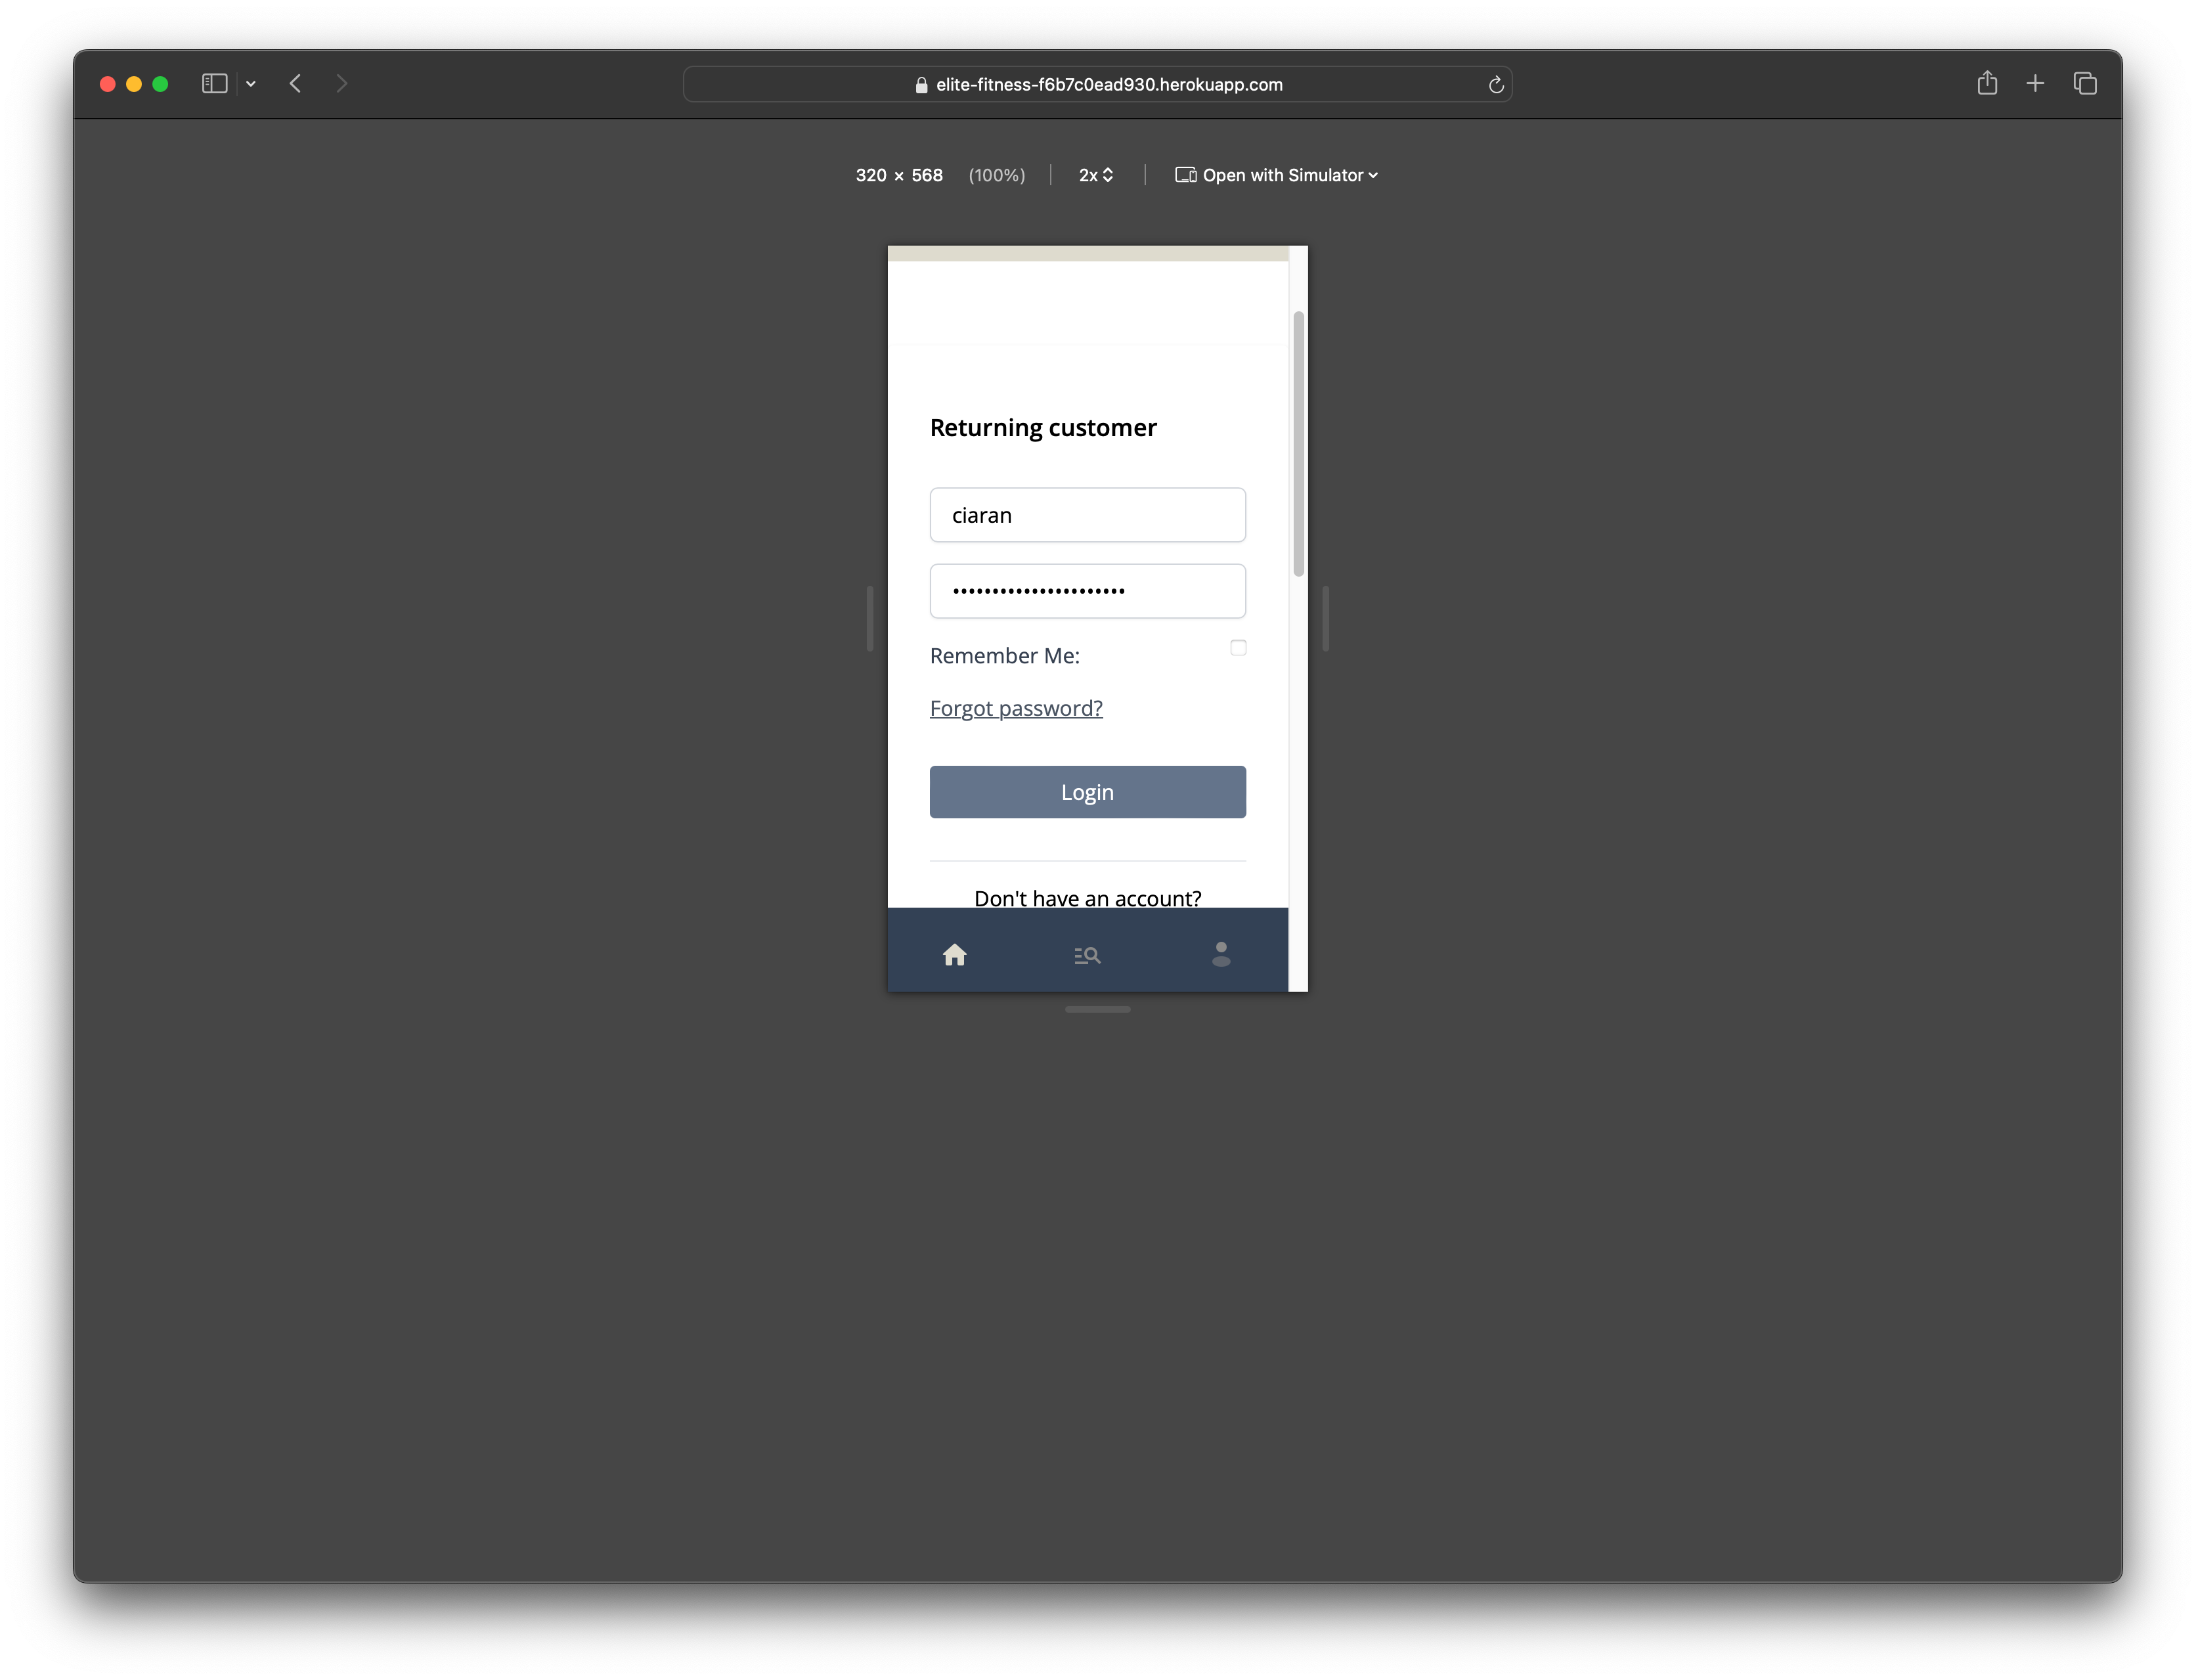 elite-fitness-f6b7c0ead930.herokuapp.com
320 × 568 (100%) 2x Open with Simulator
Returning customer
ciaran
••••••••••••••••••••••
Remember Me:
Forgot password?
Login
Don't have an account?